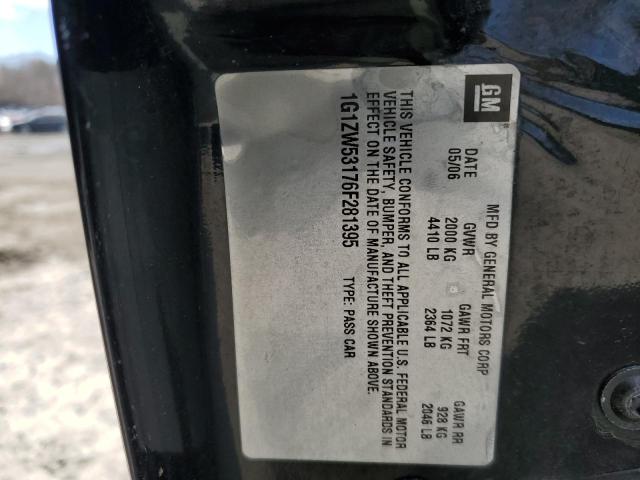 GM
®
MFD BY GENERAL MOTORS CORP
DATE GVWR GAWR FRT GAWR RR
05/06 2000 KG 1072 KG 928 KG
4410 LB 2364 LB 2046 LB
THIS VEHICLE CONFORMS TO ALL APPLICABLE U.S. FEDERAL MOTOR
VEHICLE SAFETY, BUMPER, AND THEFT PREVENTION STANDARDS IN
EFFECT ON THE DATE OF MANUFACTURE SHOWN ABOVE.
1G1ZW53176F281395 TYPE: PASS CAR